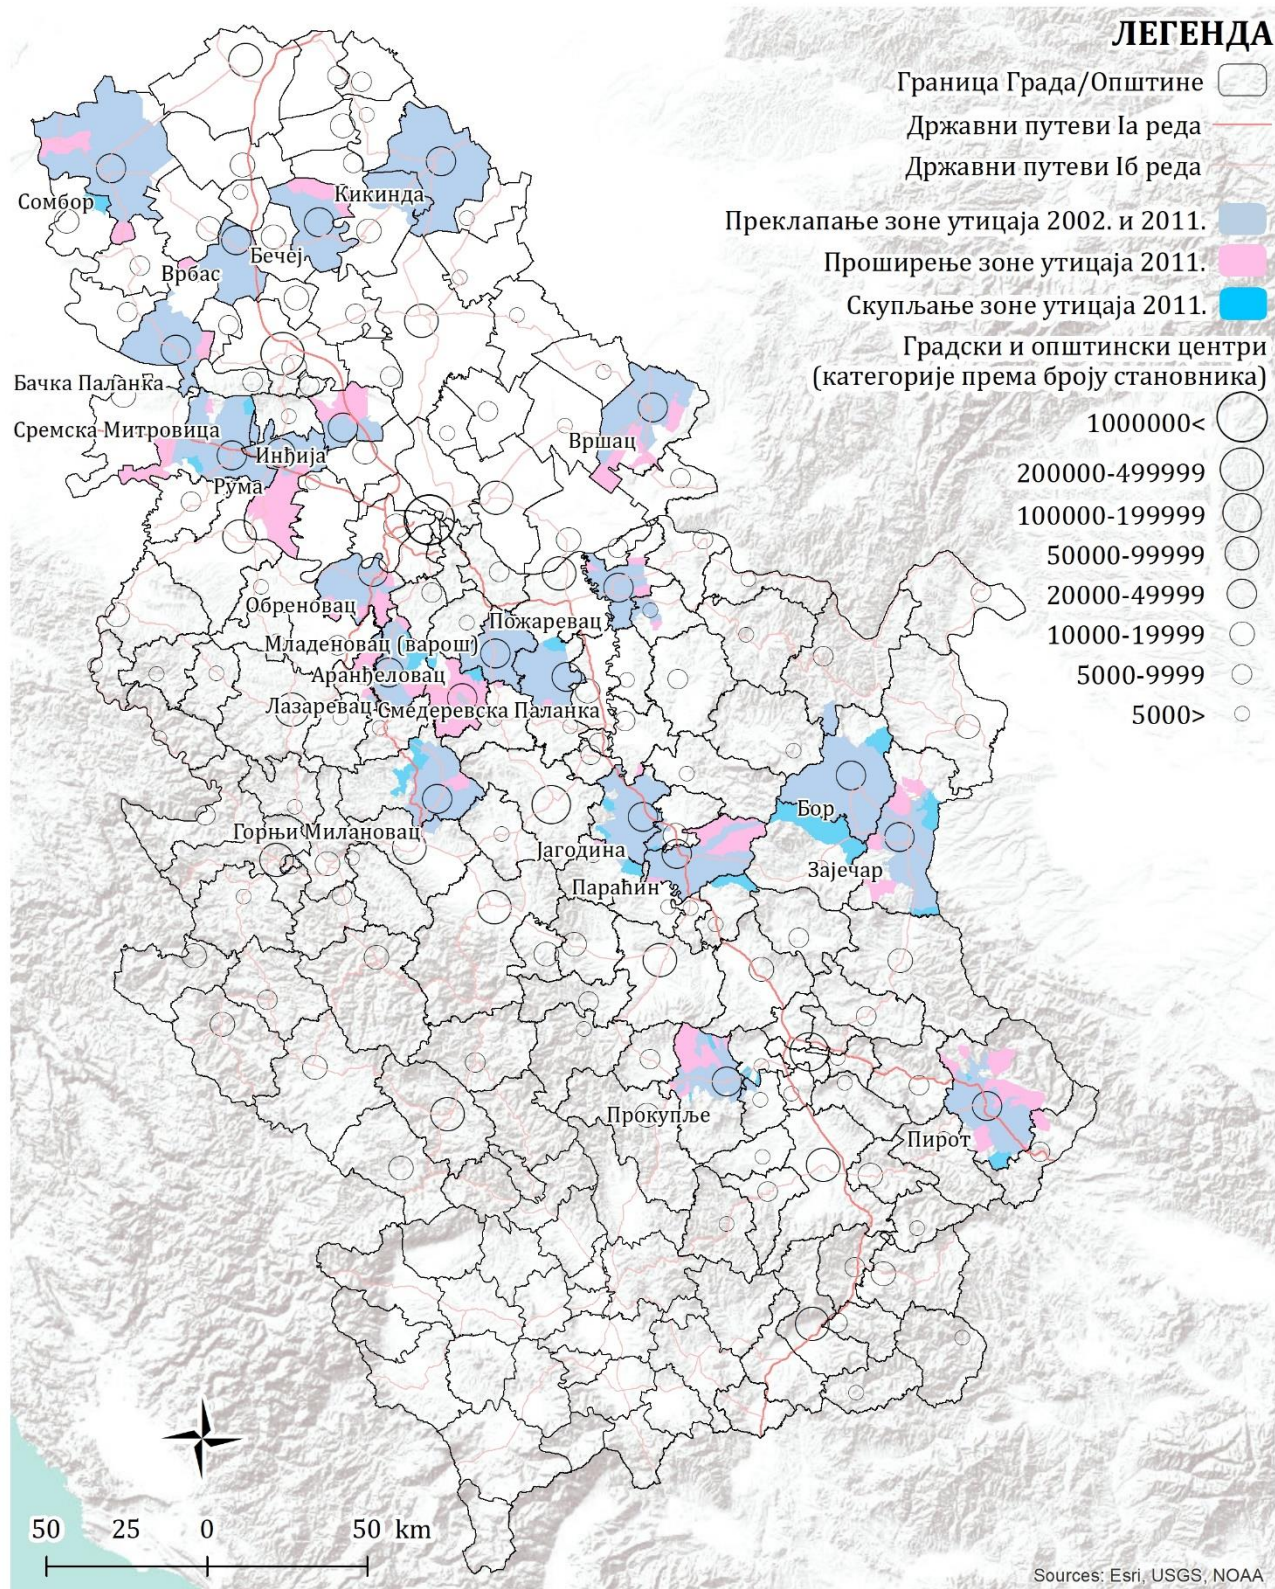 ЛЕГЕНДА
Граница Града/Општине
Државни путеви Iа реда
Државни путеви Iб реда
Преклапање зоне утицаја 2002. и 2011.
Проширење зоне утицаја 2011.
Скупљање зоне утицаја 2011.
Градски и општински центри
(категорије према броју становника)
1000000<
200000-499999
100000-199999
50000-99999
20000-49999
10000-19999
5000-9999
5000>
Сомбор
Кикинда
Бечеј
Врбас
Бачка Паланка
Сремска Митровица
Инђија
Рума
Вршац
Обреновац
Пожаревац
Младеновац (варош)
Аранђеловац
Лазаревац
Смедеревска Паланка
Бор
Горњи Милановац
Јагодина
Зајечар
Параћин
Прокупље
Пирот
50 25 0 50 km
Sources: Esri, USGS, NOAA